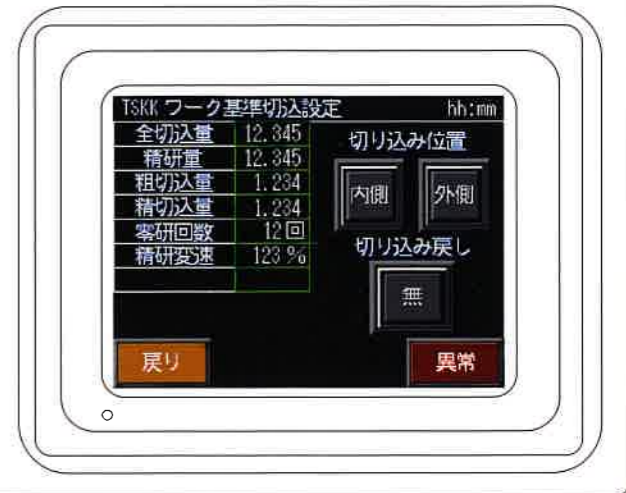 TSKK ワーク基準切込設定 hh:mm
全切込量 12.345
精研量 12.345
粗切込量 1.234
精切込量 1.234
零研回数 12回
精研変速 123 %
切り込み位置
内側 外側
切り込み戻し
無
戻り 異常